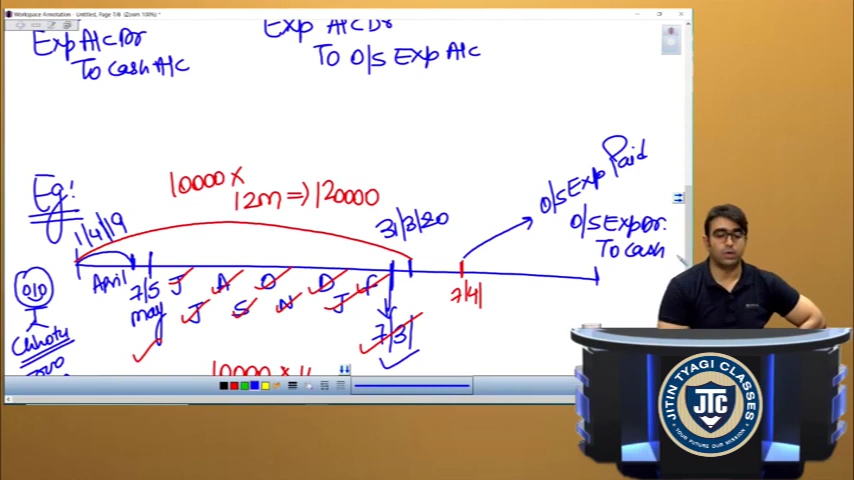 Workspace Annotation - Untitled, Page 7/8 (Zoom 100%) *
Exp A/C Dr
To cash A/C
Exp A/C Dr
To O/S Exp A/C
Eg:
10000 x
12m => 120000
1/4/19
31/3/20
O/S Exp Paid
O/S Exp Dr.
To cash
April
7/5
may
J
J
A
S
O
N
D
J
F
7/3/
7/4/
Chhotu
10000 x 11
JITIN TYAGI CLASSES
JTC
YOUR FUTURE OUR MISSION